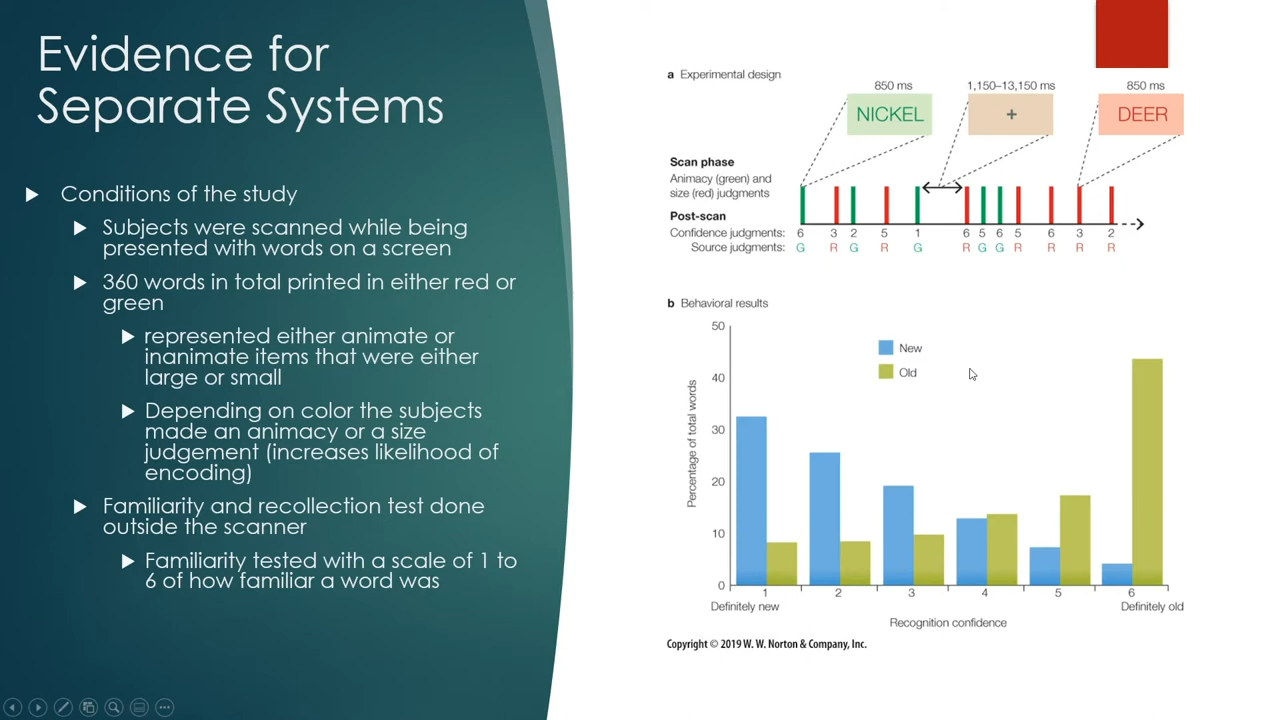 Evidence for
Separate Systems
Conditions of the study
Subjects were scanned while being
presented with words on a screen
360 words in total printed in either red or
green
represented either animate or
inanimate items that were either
large or small
Depending on color the subjects
made an animacy or a size
judgement (increases likelihood of
encoding)
Familiarity and recollection test done
outside the scanner
Familiarity tested with a scale of 1 to
6 of how familiar a word was
a Experimental design
850 ms 1,150–13,150 ms 850 ms
NICKEL + DEER
Scan phase
Animacy (green) and
size (red) judgments
Post-scan
Confidence judgments: 6 3 2 5 1 6 5 6 5 6 3 2
Source judgments: G R G R G R G G R R R R
b Behavioral results
Percentage of total words
50
40
30
20
10
0
New
Old
1 2 3 4 5 6
Definitely new Definitely old
Recognition confidence
Copyright © 2019 W. W. Norton & Company, Inc.